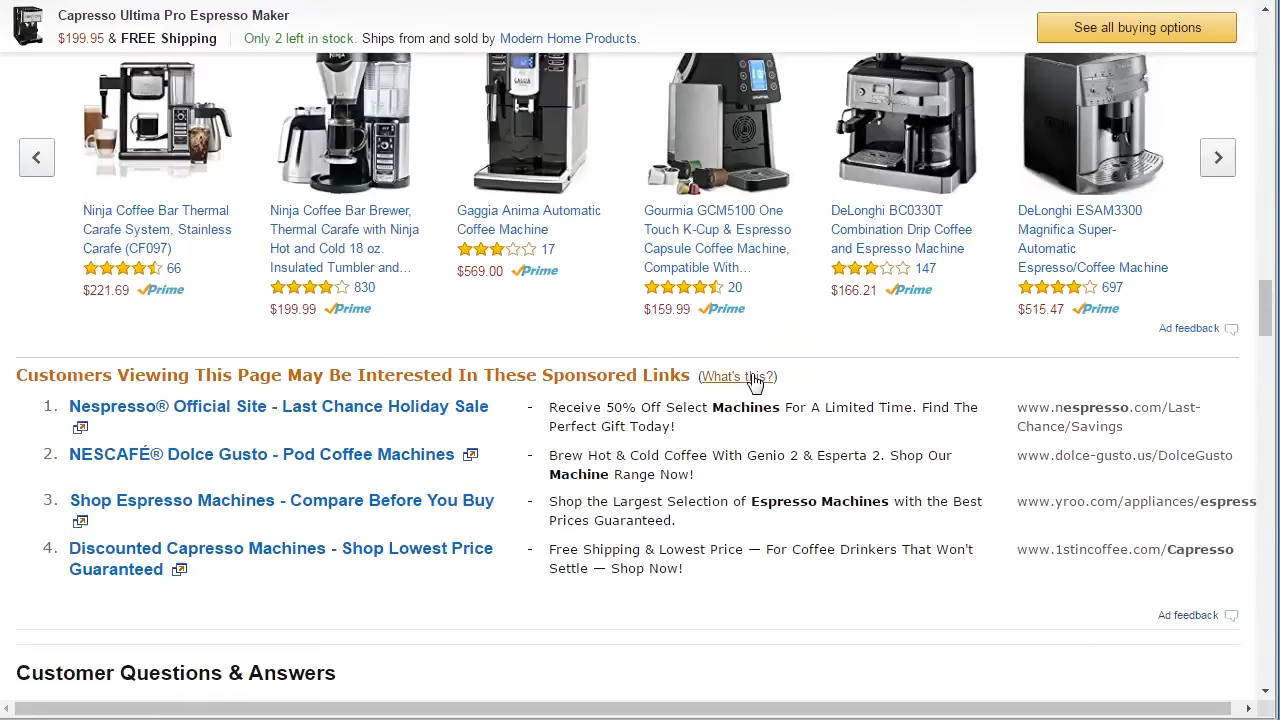 Capresso Ultima Pro Espresso Maker
$199.95 & FREE Shipping Only 2 left in stock. Ships from and sold by Modern Home Products.
See all buying options
Ninja Coffee Bar Thermal
Carafe System, Stainless
Carafe (CF097)
66
$221.69 Prime
Ninja Coffee Bar Brewer,
Thermal Carafe with Ninja
Hot and Cold 18 oz.
Insulated Tumbler and...
830
$199.99 Prime
Gaggia Anima Automatic
Coffee Machine
17
$569.00 Prime
Gourmia GCM5100 One
Touch K-Cup & Espresso
Capsule Coffee Machine,
Compatible With...
20
$159.99 Prime
DeLonghi BC0330T
Combination Drip Coffee
and Espresso Machine
147
$166.21 Prime
DeLonghi ESAM3300
Magnifica Super-
Automatic
Espresso/Coffee Machine
697
$515.47 Prime
Ad feedback
Customers Viewing This Page May Be Interested In These Sponsored Links (What's this?)
1. Nespresso® Official Site - Last Chance Holiday Sale - Receive 50% Off Select Machines For A Limited Time. Find The www.nespresso.com/Last-
Perfect Gift Today! Chance/Savings
2. NESCAFÉ® Dolce Gusto - Pod Coffee Machines - Brew Hot & Cold Coffee With Genio 2 & Esperta 2. Shop Our www.dolce-gusto.us/DolceGusto
Machine Range Now!
3. Shop Espresso Machines - Compare Before You Buy - Shop the Largest Selection of Espresso Machines with the Best www.yroo.com/appliances/espress
Prices Guaranteed.
4. Discounted Capresso Machines - Shop Lowest Price - Free Shipping & Lowest Price — For Coffee Drinkers That Won't www.1stincoffee.com/Capresso
Guaranteed Settle — Shop Now!
Ad feedback
Customer Questions & Answers